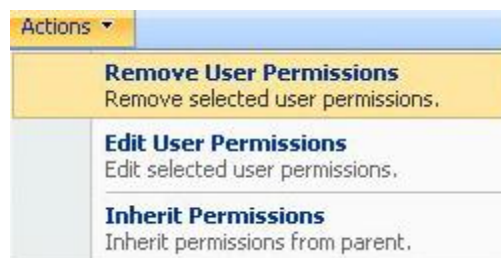 Actions
Remove User Permissions
Remove selected user permissions.
Edit User Permissions
Edit selected user permissions.
Inherit Permissions
Inherit permissions from parent.